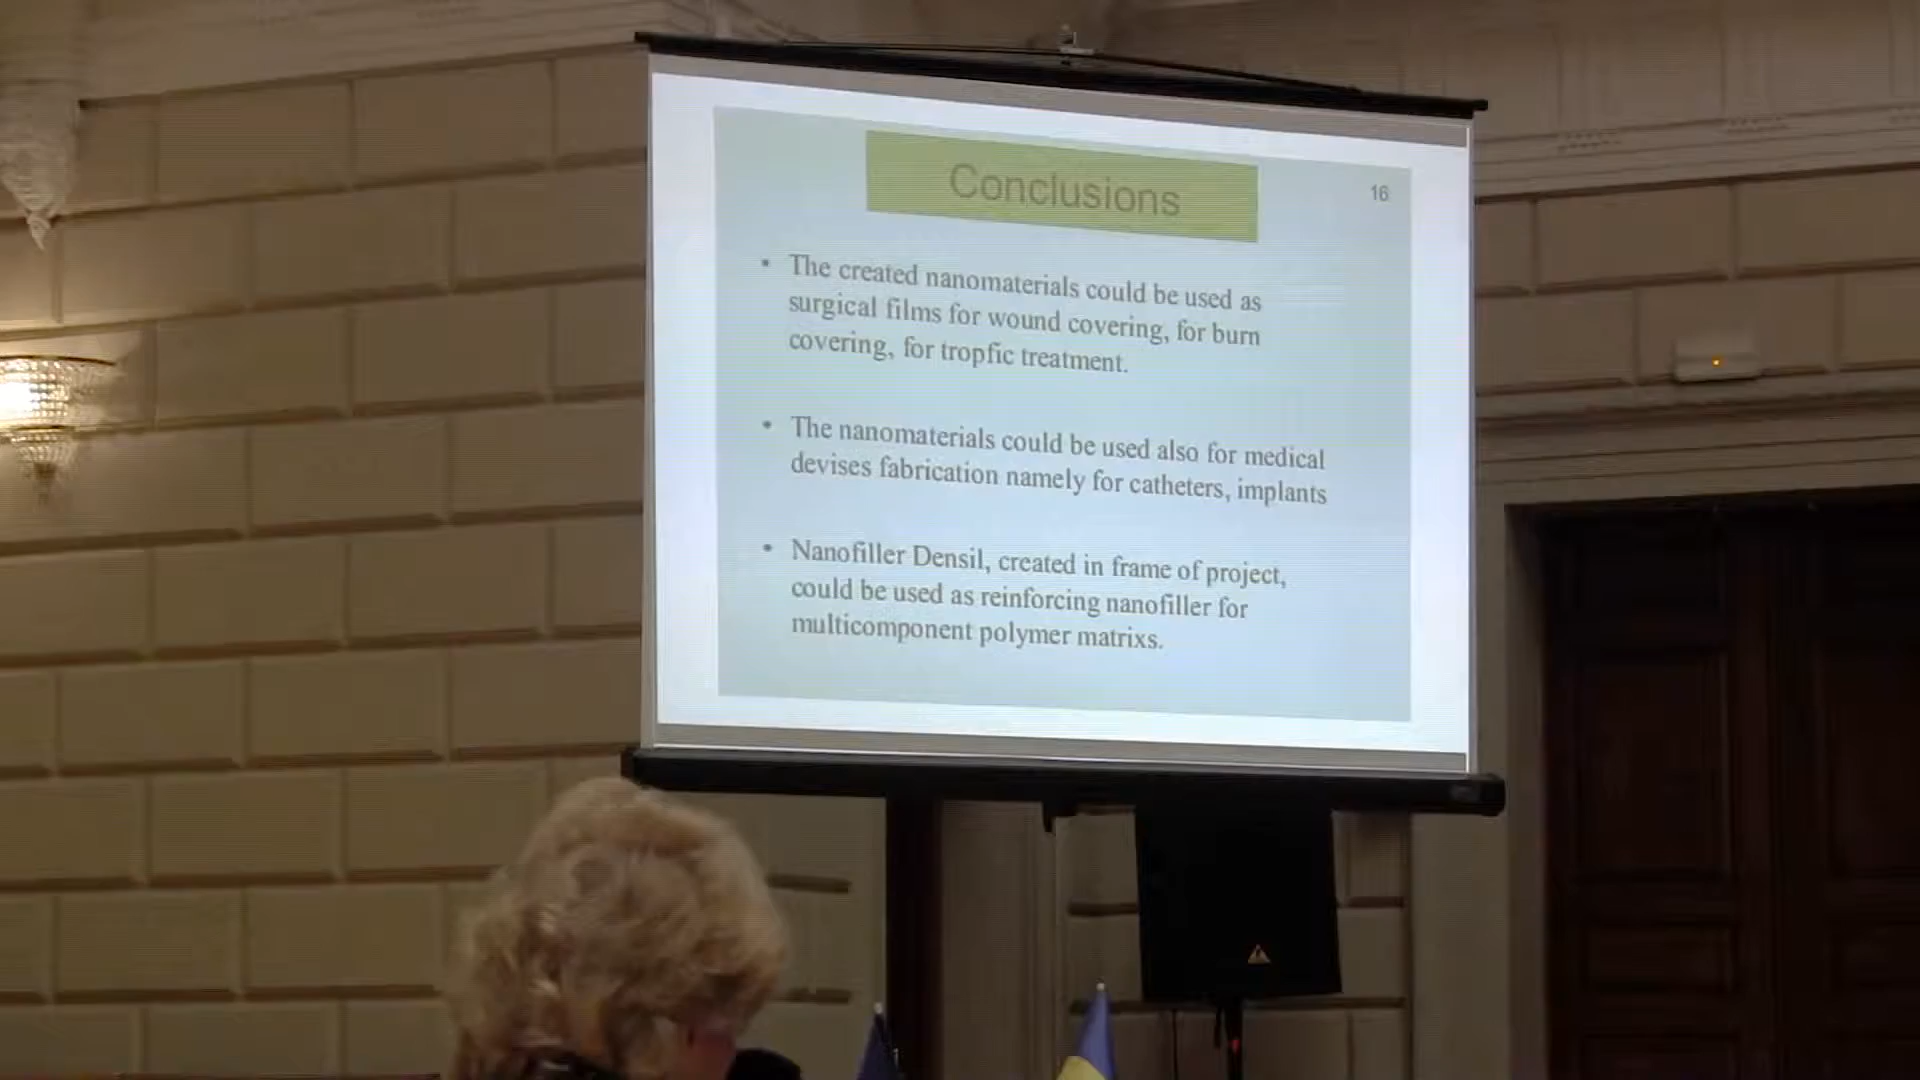 Conclusions
16
• The created nanomaterials could be used as
surgical films for wound covering, for burn
covering, for tropfic treatment.
• The nanomaterials could be used also for medical
devises fabrication namely for catheters, implants
• Nanofiller Densil, created in frame of project,
could be used as reinforcing nanofiller for
multicomponent polymer matrixs.